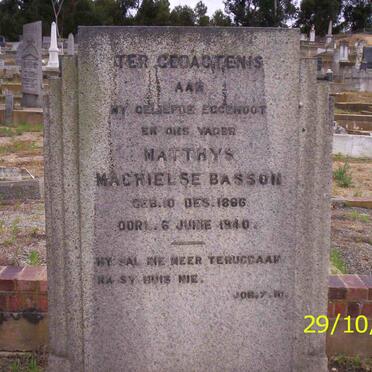 TER GEDAGTENIS
AAN
MY GELIEFDE EGGENOOT
EN ONS VADER
MATTHYS
MACHIELSE BASSON
GEB. 10 DES. 1886
OORL. 6 JUNIE 1940.
HY SAL NIE MEER TERUGGAAN
NA SY HUIS NIE.
JOB. 7. 10.
29/10/